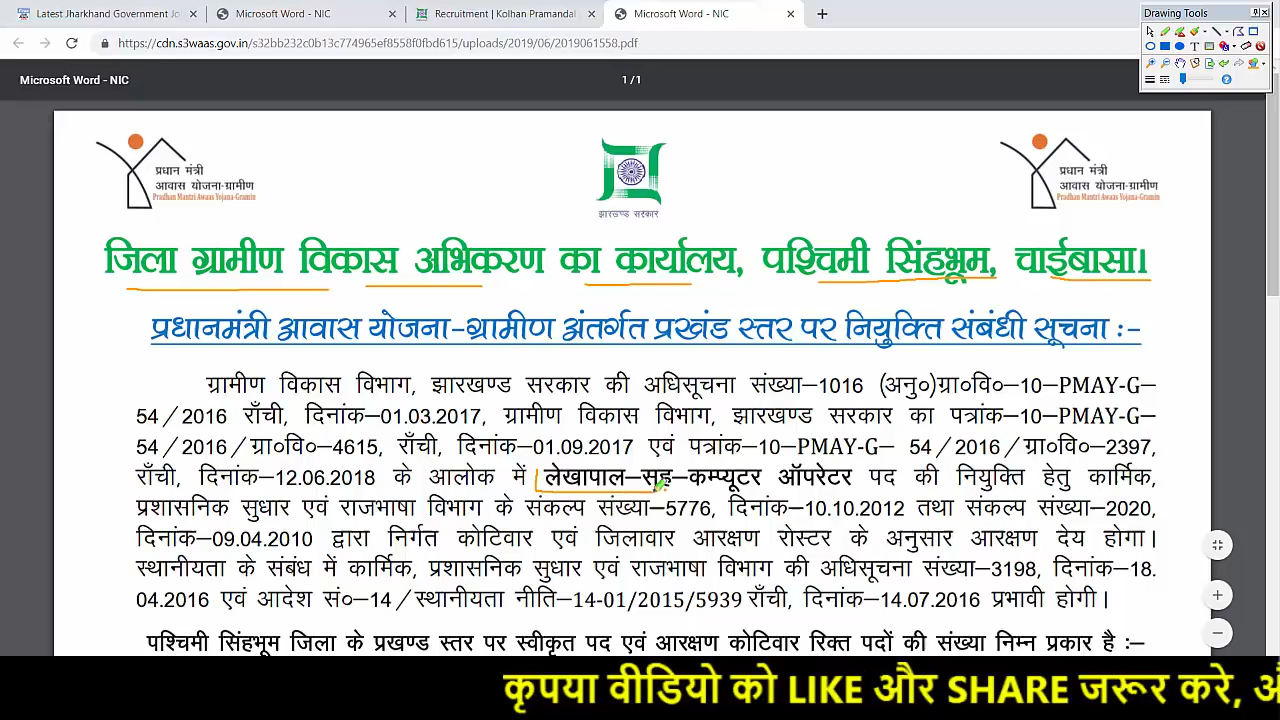 Latest Jharkhand Government Jo
Microsoft Word - NIC
Recruitment | Kolhan Pramandal
Microsoft Word - NIC
Drawing Tools
https://cdn.s3waas.gov.in/s32bb232c0b13c774965ef8558f0fbd615/uploads/2019/06/2019061558.pdf
Microsoft Word - NIC
1 / 1
प्रधान मंत्री
आवास योजना-ग्रामीण
Pradhan Mantri Awaas Yojana-Gramin
झारखण्ड सरकार
प्रधान मंत्री
आवास योजना-ग्रामीण
Pradhan Mantri Awaas Yojana-Gramin
जिला ग्रामीण विकास अभिकरण का कार्यालय, पश्चिमी सिंहभूम, चाईबासा।
प्रधानमंत्री आवास योजना-ग्रामीण अंतर्गत प्रखंड स्तर पर नियुक्ति संबंधी सूचना :-
ग्रामीण विकास विभाग, झारखण्ड सरकार की अधिसूचना संख्या–1016 (अनु०)ग्रा०वि०–10–PMAY-G–
54/2016 राँची, दिनांक–01.03.2017, ग्रामीण विकास विभाग, झारखण्ड सरकार का पत्रांक–10–PMAY-G–
54/2016/ग्रा०वि०–4615, राँची, दिनांक–01.09.2017 एवं पत्रांक–10–PMAY-G– 54/2016/ग्रा०वि०–2397,
राँची, दिनांक–12.06.2018 के आलोक में लेखापाल–सह–कम्प्यूटर ऑपरेटर पद की नियुक्ति हेतु कार्मिक,
प्रशासनिक सुधार एवं राजभाषा विभाग के संकल्प संख्या–5776, दिनांक–10.10.2012 तथा संकल्प संख्या–2020,
दिनांक–09.04.2010 द्वारा निर्गत कोटिवार एवं जिलावार आरक्षण रोस्टर के अनुसार आरक्षण देय होगा।
स्थानीयता के संबंध में कार्मिक, प्रशासनिक सुधार एवं राजभाषा विभाग की अधिसूचना संख्या–3198, दिनांक–18.
04.2016 एवं आदेश सं०–14/स्थानीयता नीति–14-01/2015/5939 राँची, दिनांक–14.07.2016 प्रभावी होगी।
पश्चिमी सिंहभूम जिला के प्रखण्ड स्तर पर स्वीकृत पद एवं आरक्षण कोटिवार रिक्त पदों की संख्या निम्न प्रकार है :–
कृपया वीडियो को LIKE और SHARE जरूर करे,